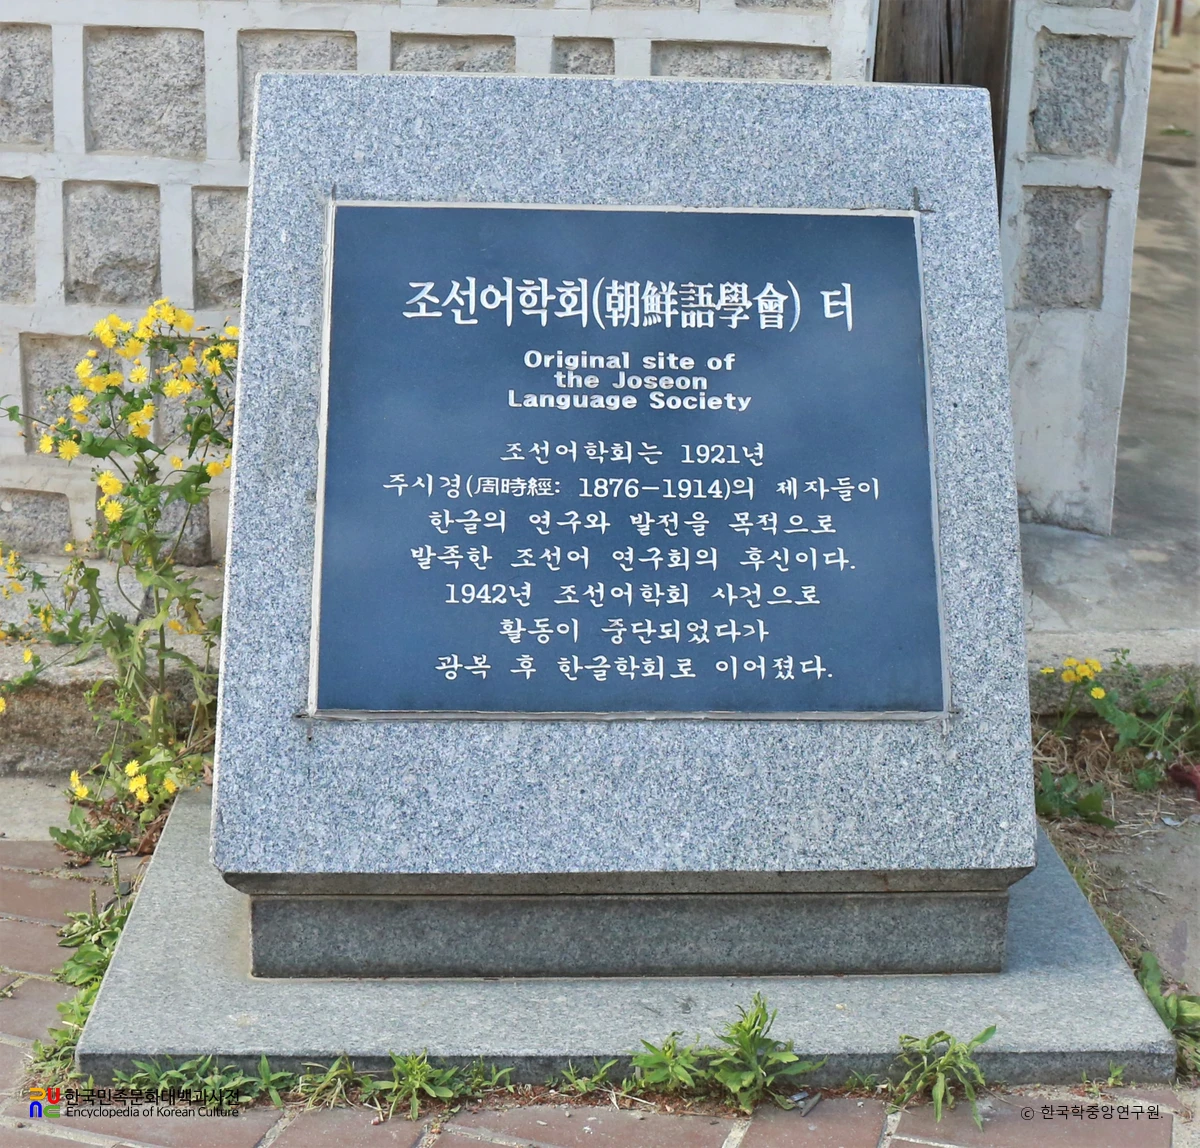 조선어학회(朝鮮語學會) 터
Original site of
the Joseon
Language Society
조선어학회는 1921년
주시경(周時經: 1876-1914)의 제자들이
한글의 연구와 발전을 목적으로
발족한 조선어 연구회의 후신이다.
1942년 조선어학회 사건으로
활동이 중단되었다가
광복 후 한글학회로 이어졌다.
한국민족문화대백과사전
Encyclopedia of Korean Culture
© 한국학중앙연구원.